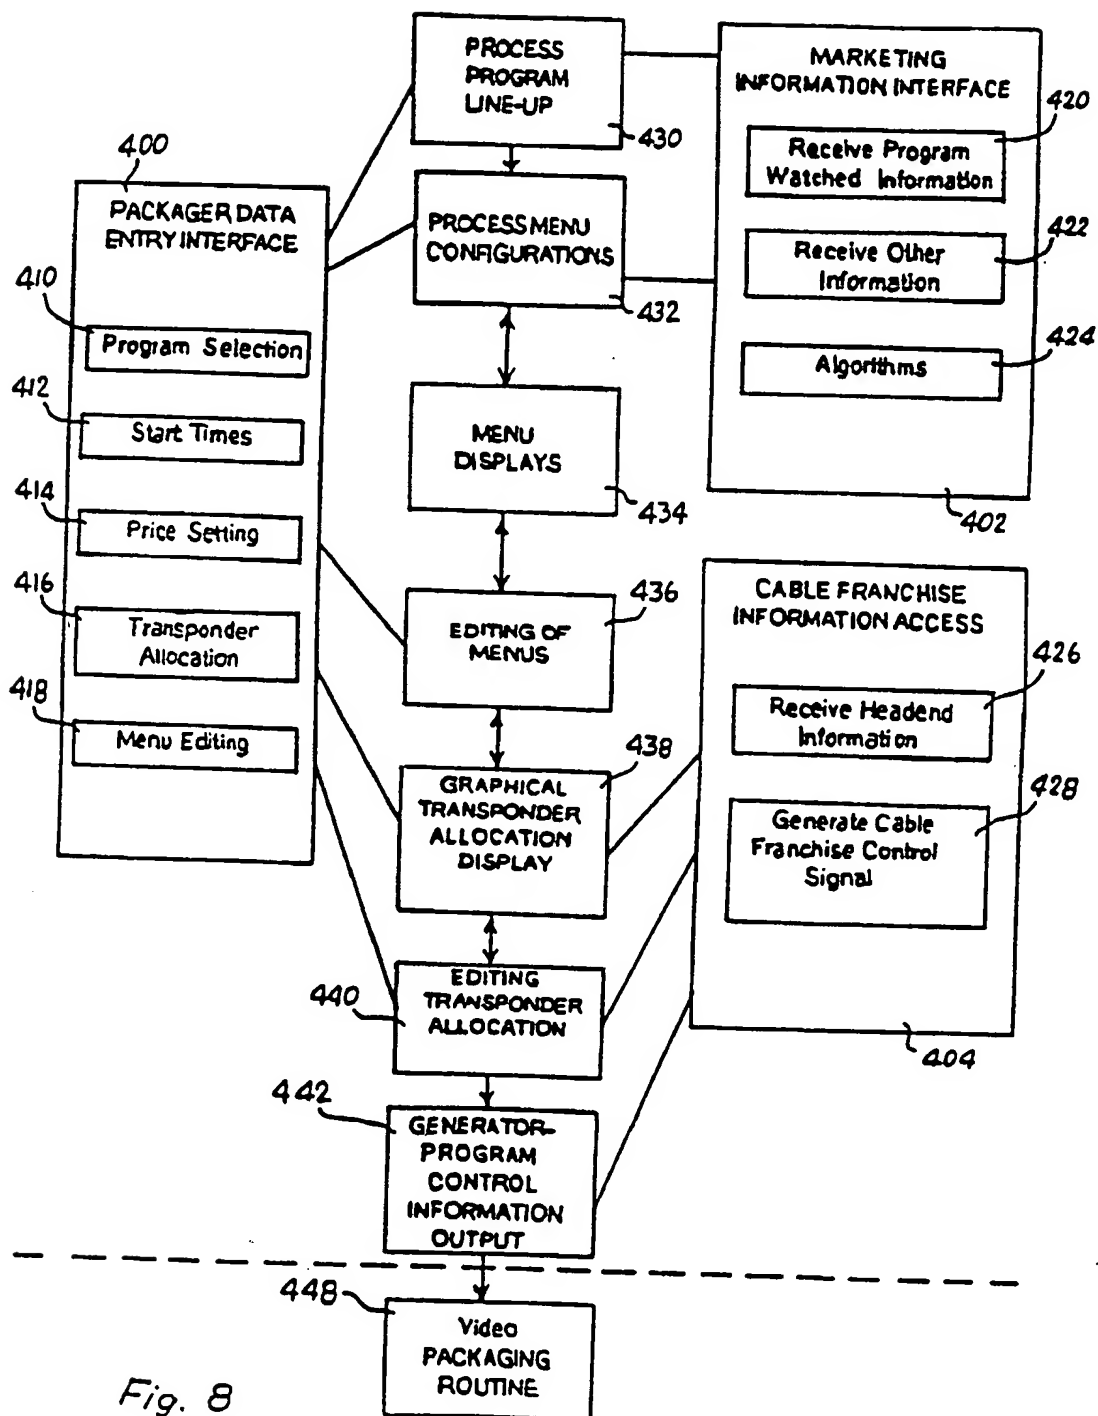 PROCESS
PROGRAM
LINE-UP
430
MARKETING
INFORMATION INTERFACE
420
Receive Program
Watched Information
422
Receive Other
Information
424
Algorithms
402
400
PACKAGER DATA
ENTRY INTERFACE
410
Program Selection
412
Start Times
414
Price Setting
416
Transponder
Allocation
418
Menu Editing
PROCESS MENU
CONFIGURATIONS
432
MENU
DISPLAYS
434
436
EDITING OF
MENUS
438
GRAPHICAL
TRANSPONDER
ALLOCATION
DISPLAY
CABLE FRANCHISE
INFORMATION ACCESS
426
Receive Headend
Information
428
Generate Cable
Franchise Control
Signal
404
440
EDITING
TRANSPONDER
ALLOCATION
442
GENERATOR-
PROGRAM
CONTROL
INFORMATION
OUTPUT
448
Video
PACKAGING
ROUTINE
Fig. 8